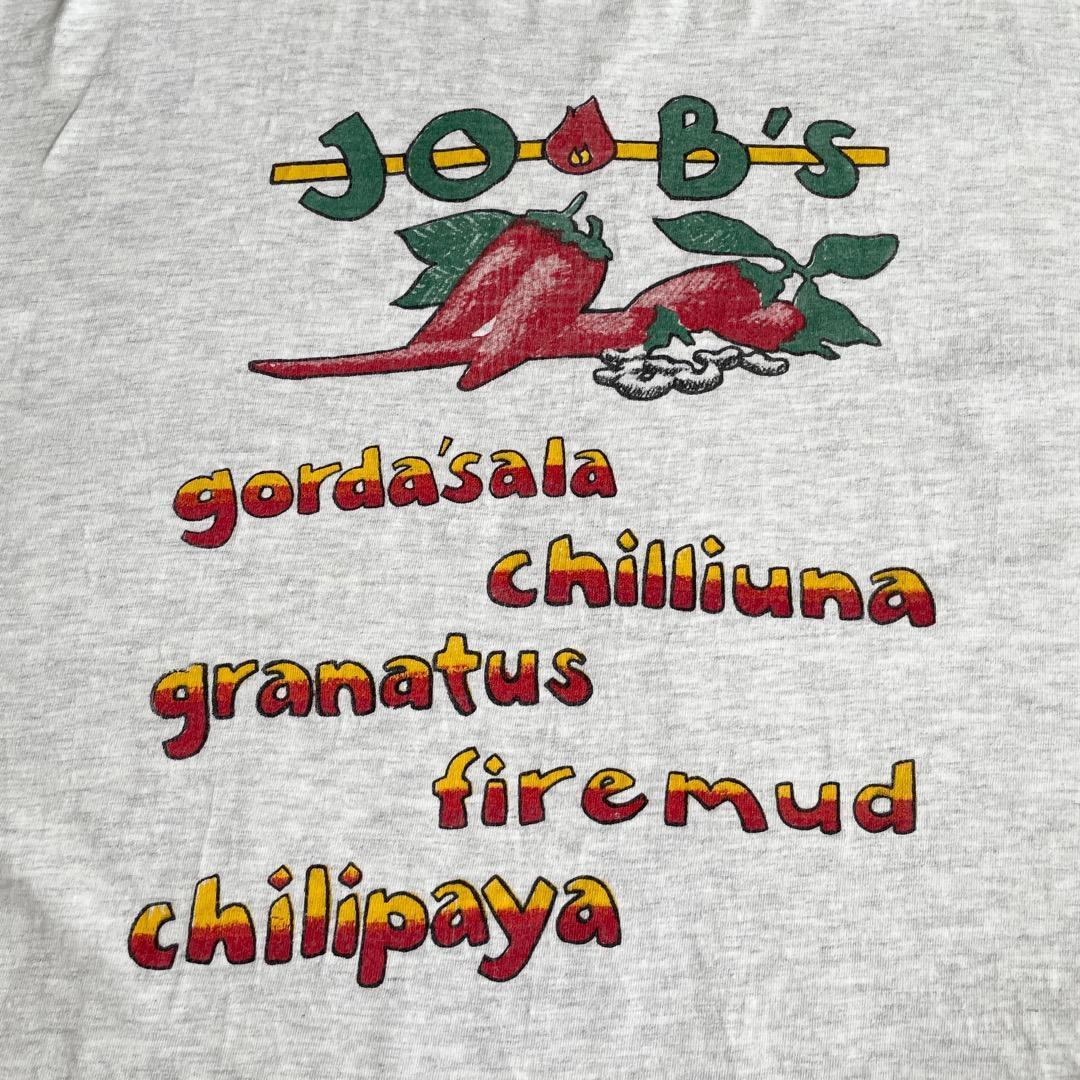 JO B's
gorda'sala
chilliuna
granatus
firemud
chilipaya